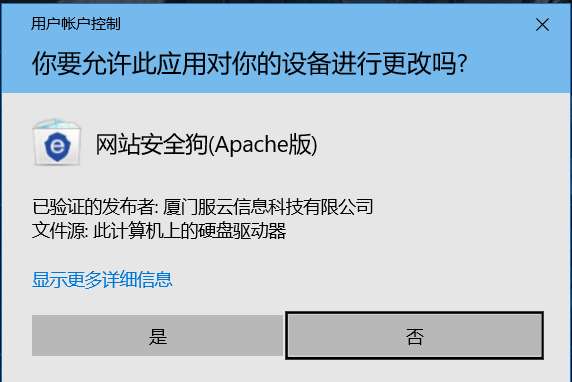 用户帐户控制
你要允许此应用对你的设备进行更改吗?
网站安全狗(Apache版)
已验证的发布者: 厦门服云信息科技有限公司
文件源: 此计算机上的硬盘驱动器
显示更多详细信息
是
否